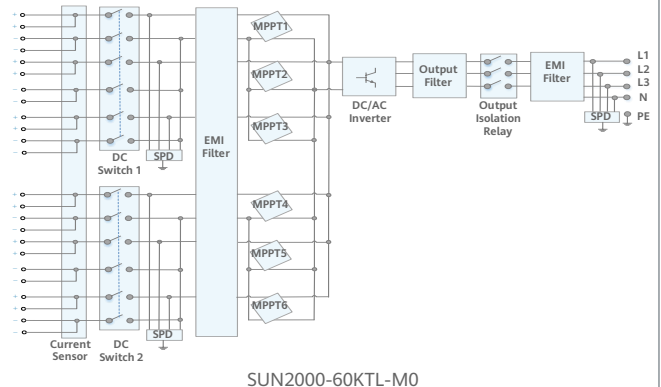 MPPT1
MPPT2
MPPT3
EMI
Filter
SPD
DC
Switch 1
MPPT4
MPPT5
MPPT6
SPD
Current
Sensor
DC
Switch 2
DC/AC
Inverter
Output
Filter
Output
Isolation
Relay
EMI
Filter
L1
L2
L3
N
SPD
PE
SUN2000-60KTL-M0